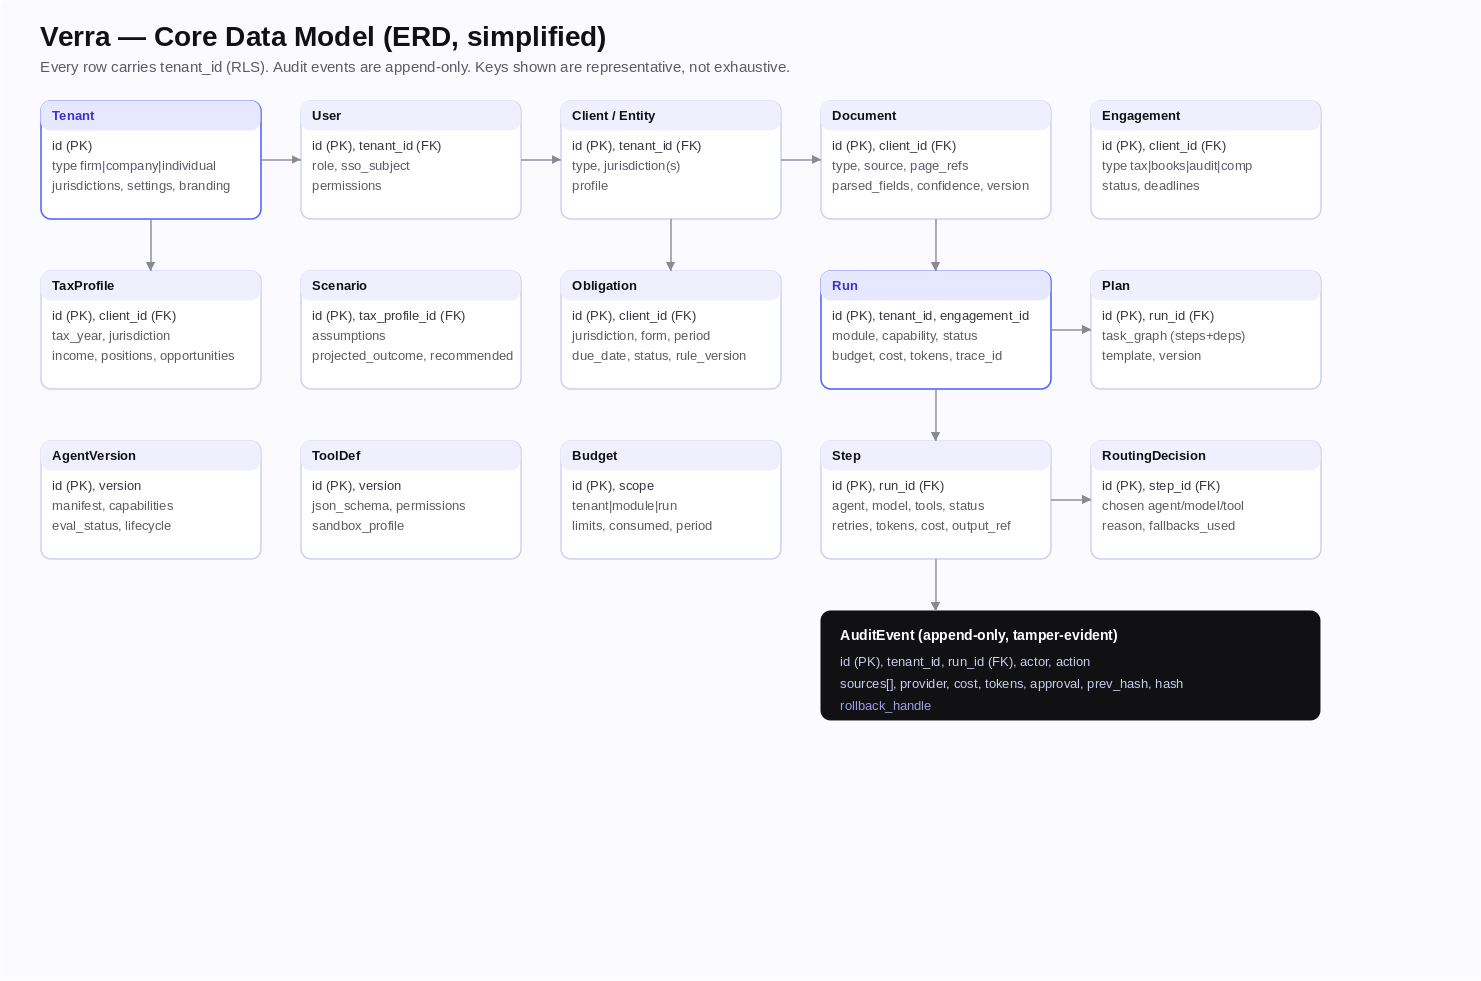 Verra — Core Data Model (ERD, simplified)
Every row carries tenant_id (RLS). Audit events are append-only. Keys shown are representative, not exhaustive.
Tenant
id (PK)
type firm|company|individual
jurisdictions, settings, branding
User
id (PK), tenant_id (FK)
role, sso_subject
permissions
Client / Entity
id (PK), tenant_id (FK)
type, jurisdiction(s)
profile
Document
id (PK), client_id (FK)
type, source, page_refs
parsed_fields, confidence, version
Engagement
id (PK), client_id (FK)
type tax|books|audit|comp
status, deadlines
TaxProfile
id (PK), client_id (FK)
tax_year, jurisdiction
income, positions, opportunities
Scenario
id (PK), tax_profile_id (FK)
assumptions
projected_outcome, recommended
Obligation
id (PK), client_id (FK)
jurisdiction, form, period
due_date, status, rule_version
Run
id (PK), tenant_id, engagement_id
module, capability, status
budget, cost, tokens, trace_id
Plan
id (PK), run_id (FK)
task_graph (steps+deps)
template, version
AgentVersion
id (PK), version
manifest, capabilities
eval_status, lifecycle
ToolDef
id (PK), version
json_schema, permissions
sandbox_profile
Budget
id (PK), scope
tenant|module|run
limits, consumed, period
Step
id (PK), run_id (FK)
agent, model, tools, status
retries, tokens, cost, output_ref
RoutingDecision
id (PK), step_id (FK)
chosen agent/model/tool
reason, fallbacks_used
AuditEvent (append-only, tamper-evident)
id (PK), tenant_id, run_id (FK), actor, action
sources[], provider, cost, tokens, approval, prev_hash, hash
rollback_handle